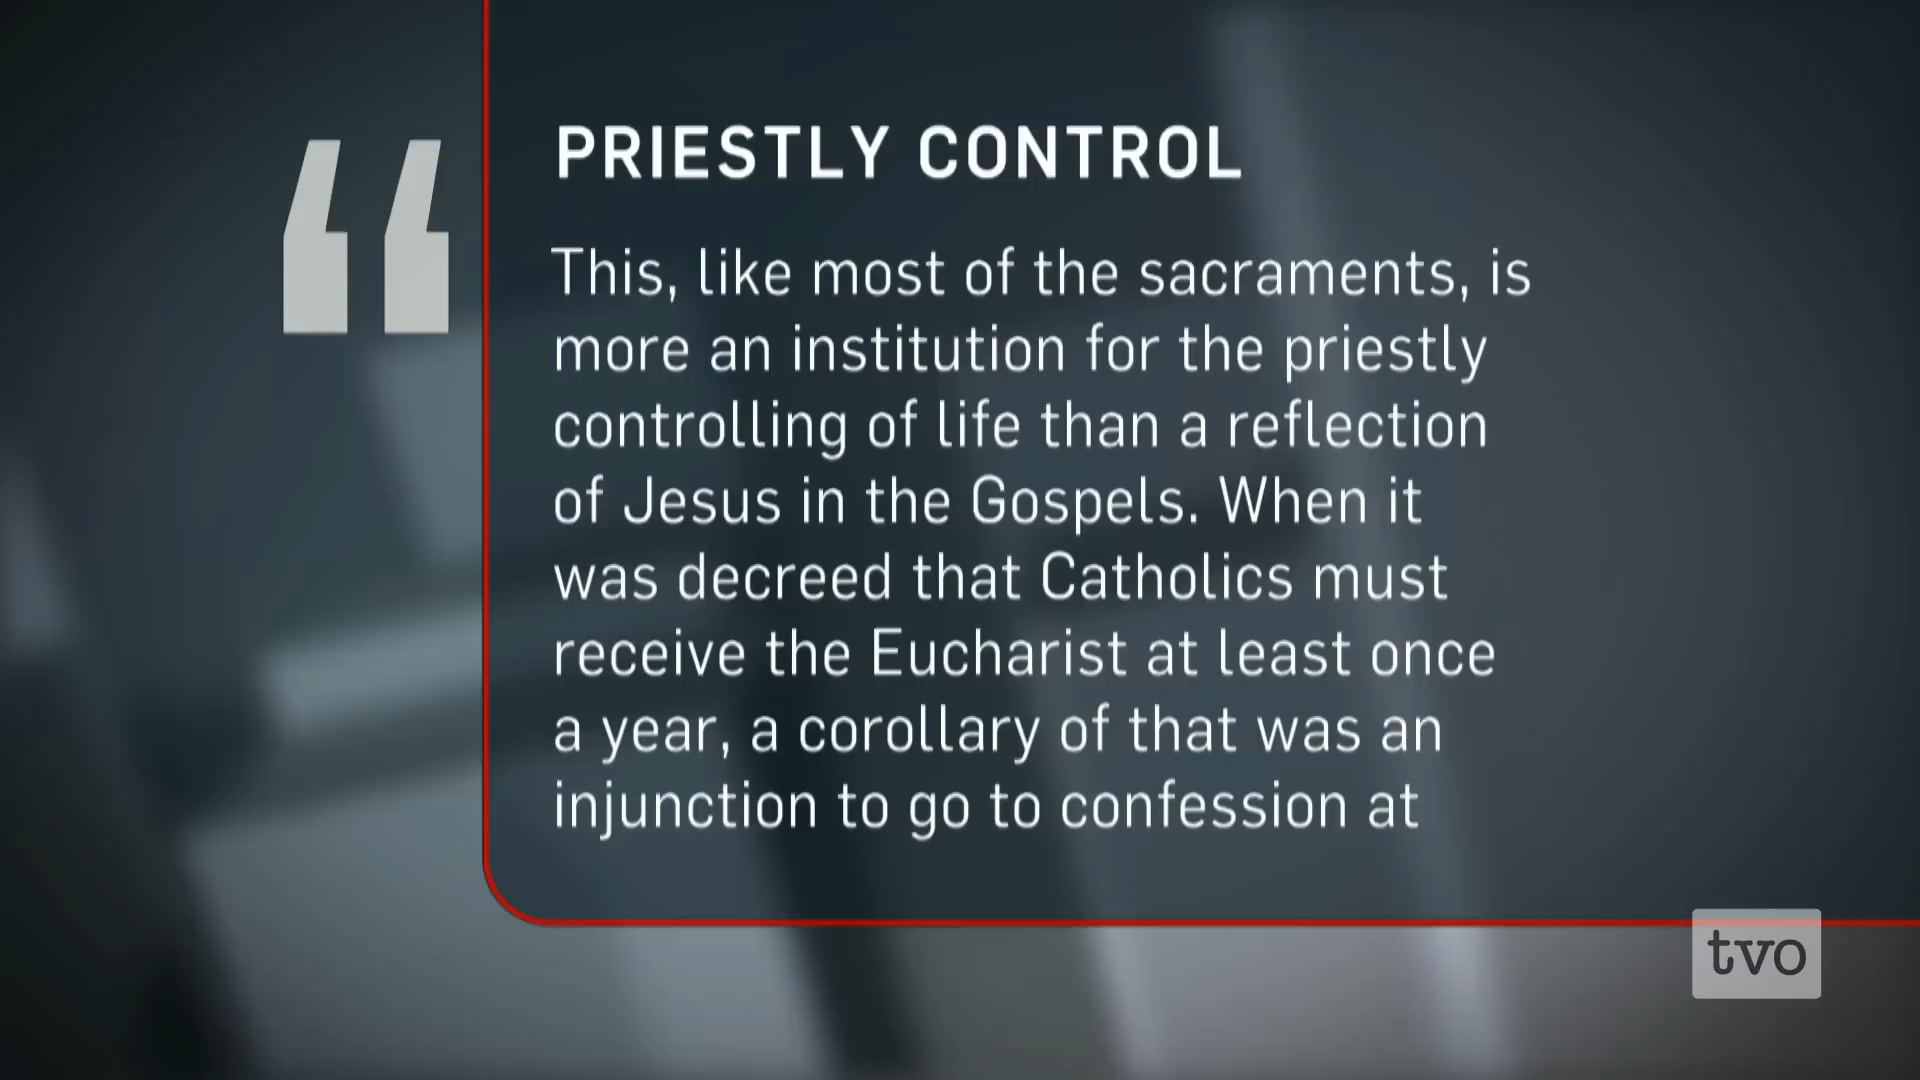 “
PRIESTLY CONTROL
This, like most of the sacraments, is
more an institution for the priestly
controlling of life than a reflection
of Jesus in the Gospels. When it
was decreed that Catholics must
receive the Eucharist at least once
a year, a corollary of that was an
injunction to go to confession at
tvo